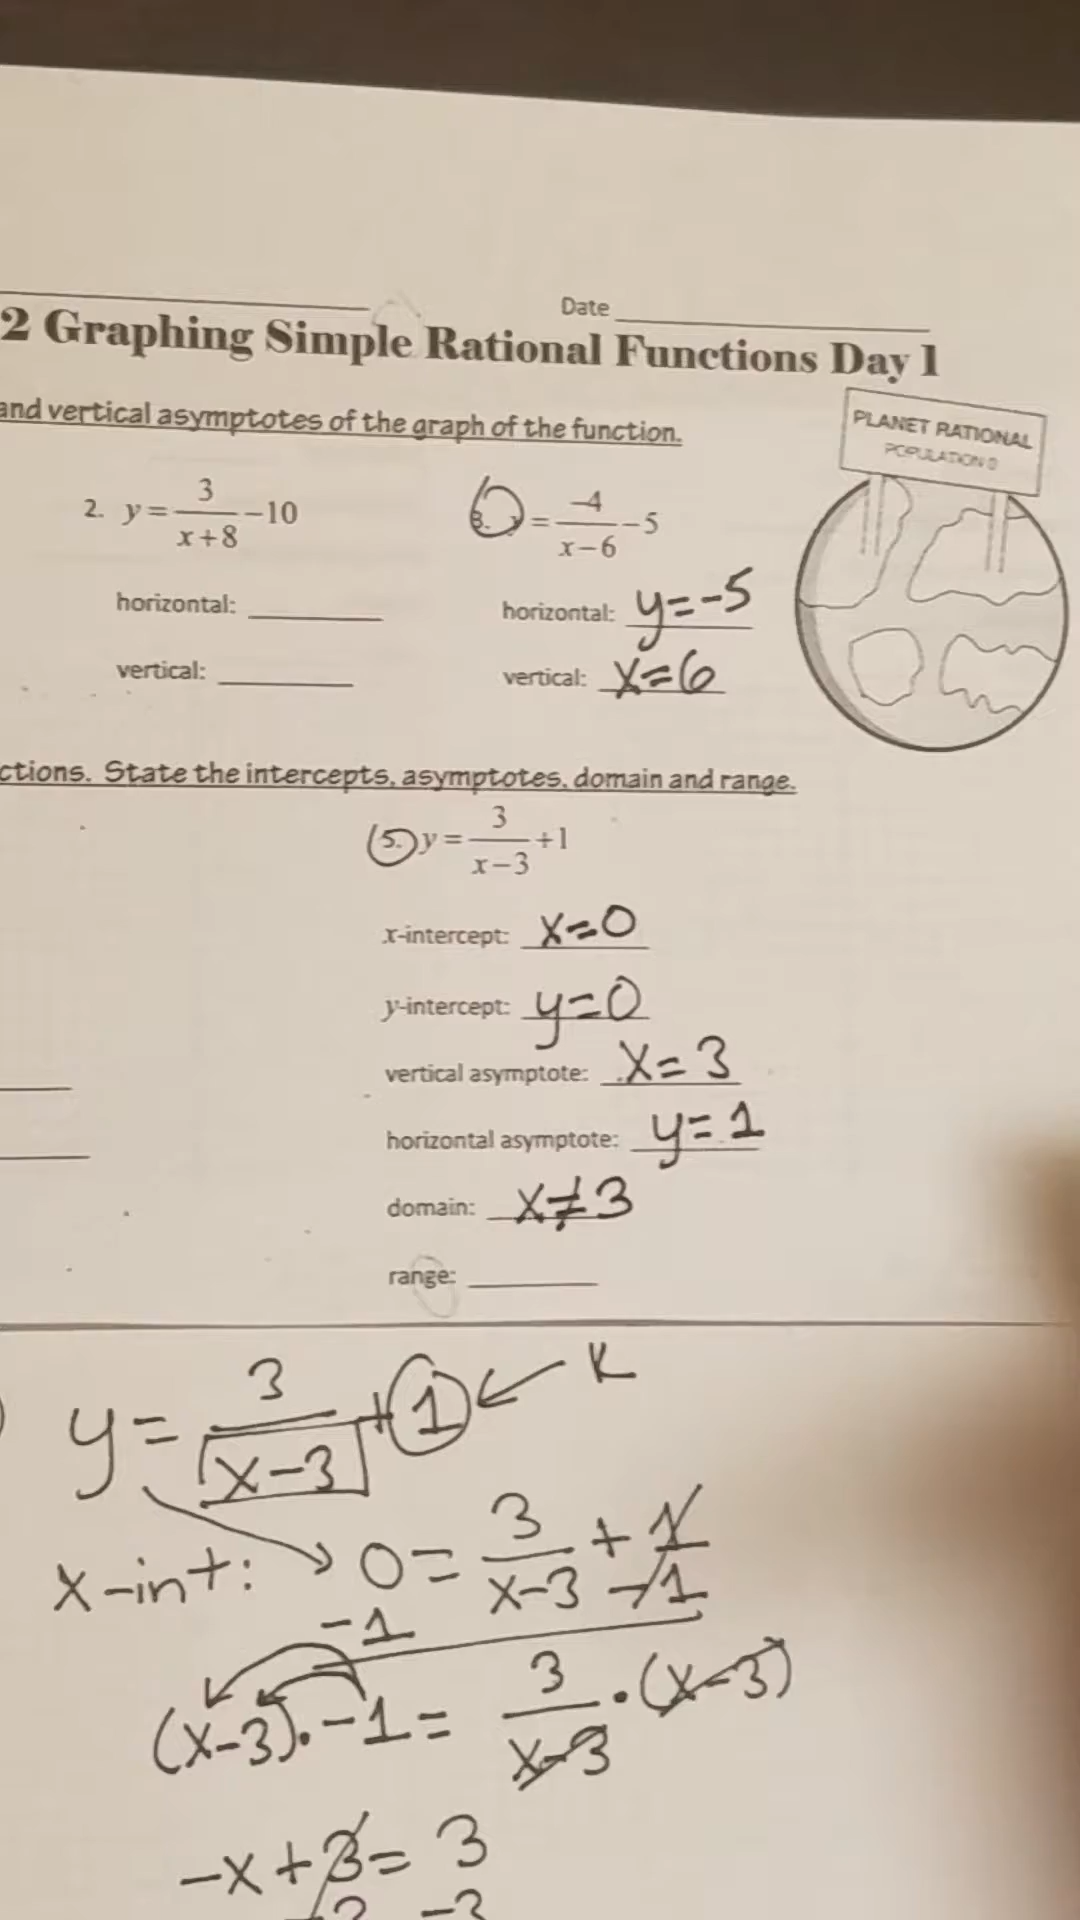 Date
2 Graphing Simple Rational Functions Day 1
and vertical asymptotes of the graph of the function.
PLANET RATIONAL
POPULATION 0
2. y = 3/(x+8) − 10
3. y = −4/(x−6) − 5
horizontal:
horizontal: y=-5
vertical:
vertical: x=6
ctions. State the intercepts, asymptotes, domain and range.
5. y = 3/(x−3) + 1
x-intercept: x=0
y-intercept: y=0
vertical asymptote: x=3
horizontal asymptote: y=1
domain: x≠3
range:
y = 3/(x-3) + 1 ← K
x-int: 0 = 3/(x-3) + 1
-1 -1
(x-3)·-1 = 3/(x-3)·(x-3)
-x+3=3
-3 -3